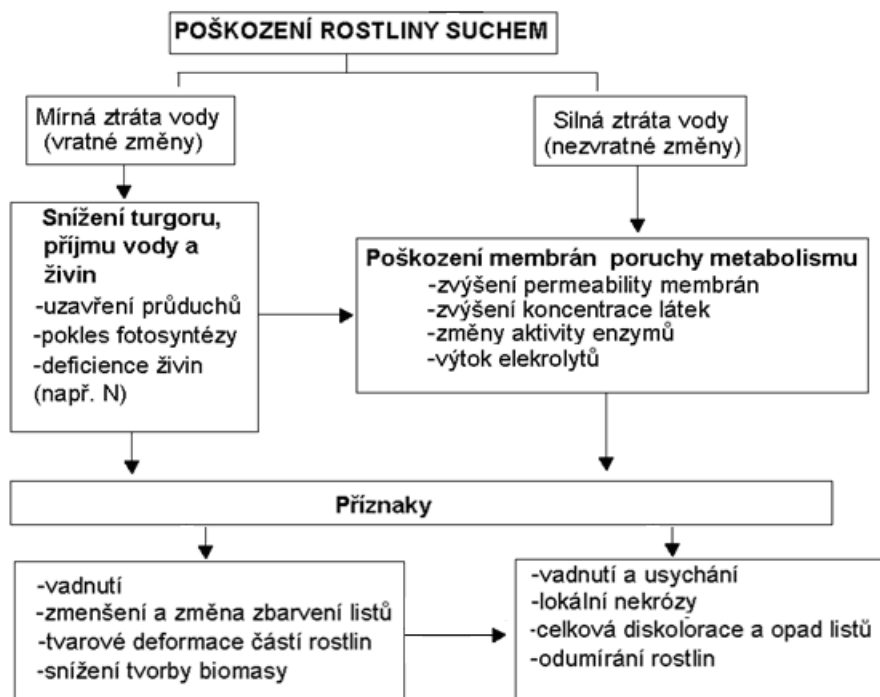 POŠKOZENÍ ROSTLINY SUCHEM
Mírná ztráta vody
(vratné změny)
Silná ztráta vody
(nezvratné změny)
Snížení turgoru,
příjmu vody a
živin
-uzavření průduchů
-pokles fotosyntézy
-deficience živin
(např. N)
Poškození membrán poruchy metabolismu
-zvýšení permeability membrán
-zvýšení koncentrace látek
-změny aktivity enzymů
-výtok elekrolytů
Příznaky
-vadnutí
-zmenšení a změna zbarvení listů
-tvarové deformace částí rostlin
-snížení tvorby biomasy
-vadnutí a usychání
-lokální nekrózy
-celková diskolorace a opad listů
-odumírání rostlin